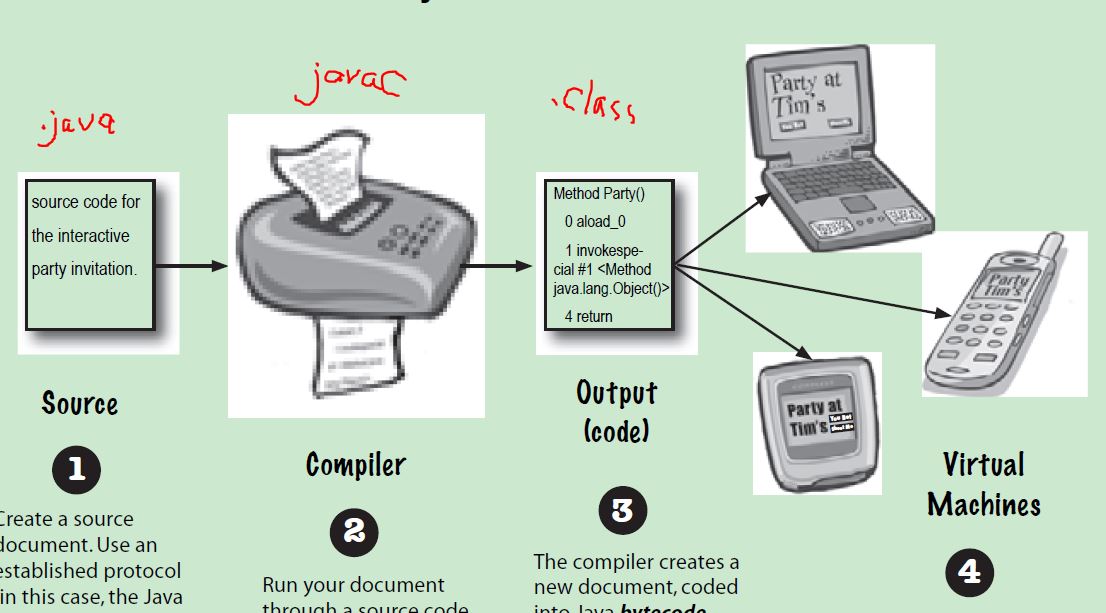 .java
javac
.class
source code for
the interactive
party invitation.
Method Party()
0 aload_0
1 invokespe-
cial #1 <Method
java.lang.Object()>
4 return
Party at
Tim's
Party
Tim's
Party at
Tim's
Source
Compiler
Output
(code)
Virtual
Machines
1
Create a source
document. Use an
established protocol
in this case, the Java
2
Run your document
through a source code
3
The compiler creates a
new document, coded
into Java bytecode.
4